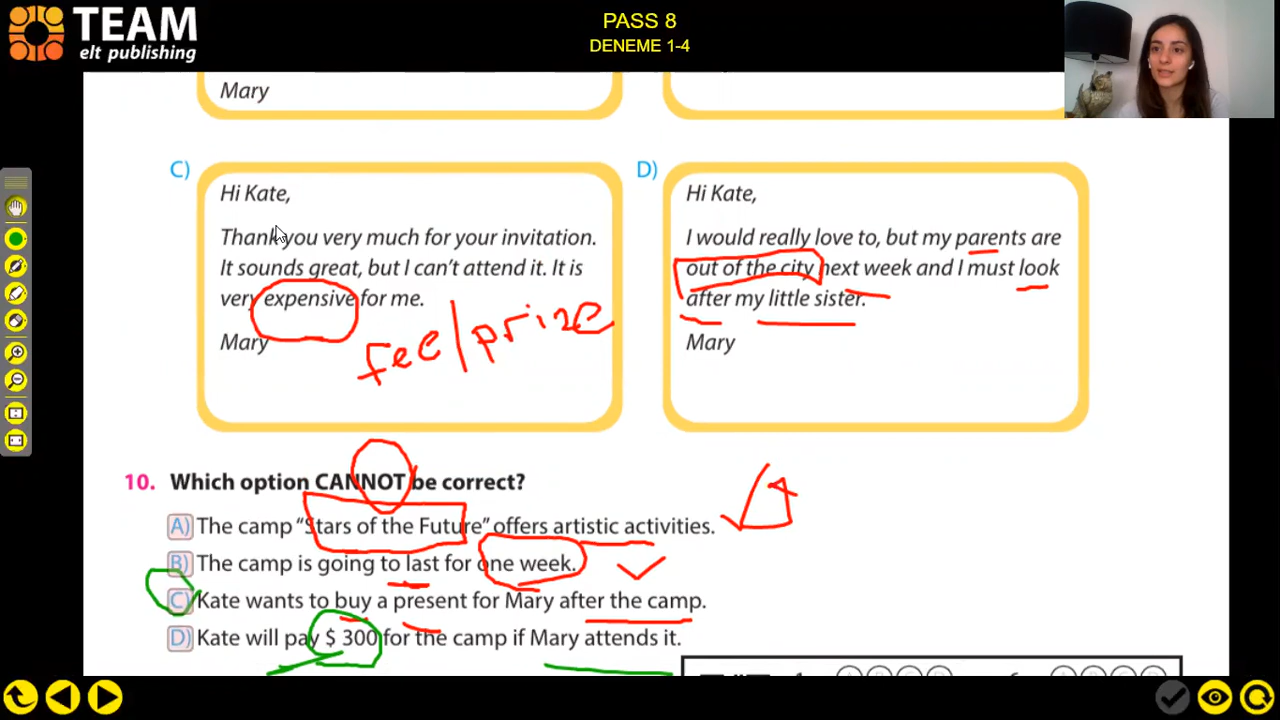 TEAM
elt publishing
PASS 8
DENEME 1-4
Mary
C)
Hi Kate,
Thank you very much for your invitation.
It sounds great, but I can't attend it. It is
very expensive for me.
Mary
fee/prize
D)
Hi Kate,
I would really love to, but my parents are
out of the city next week and I must look
after my little sister.
Mary
10. Which option CANNOT be correct?
A) The camp "Stars of the Future" offers artistic activities.
B) The camp is going to last for one week.
C) Kate wants to buy a present for Mary after the camp.
D) Kate will pay $ 300 for the camp if Mary attends it.